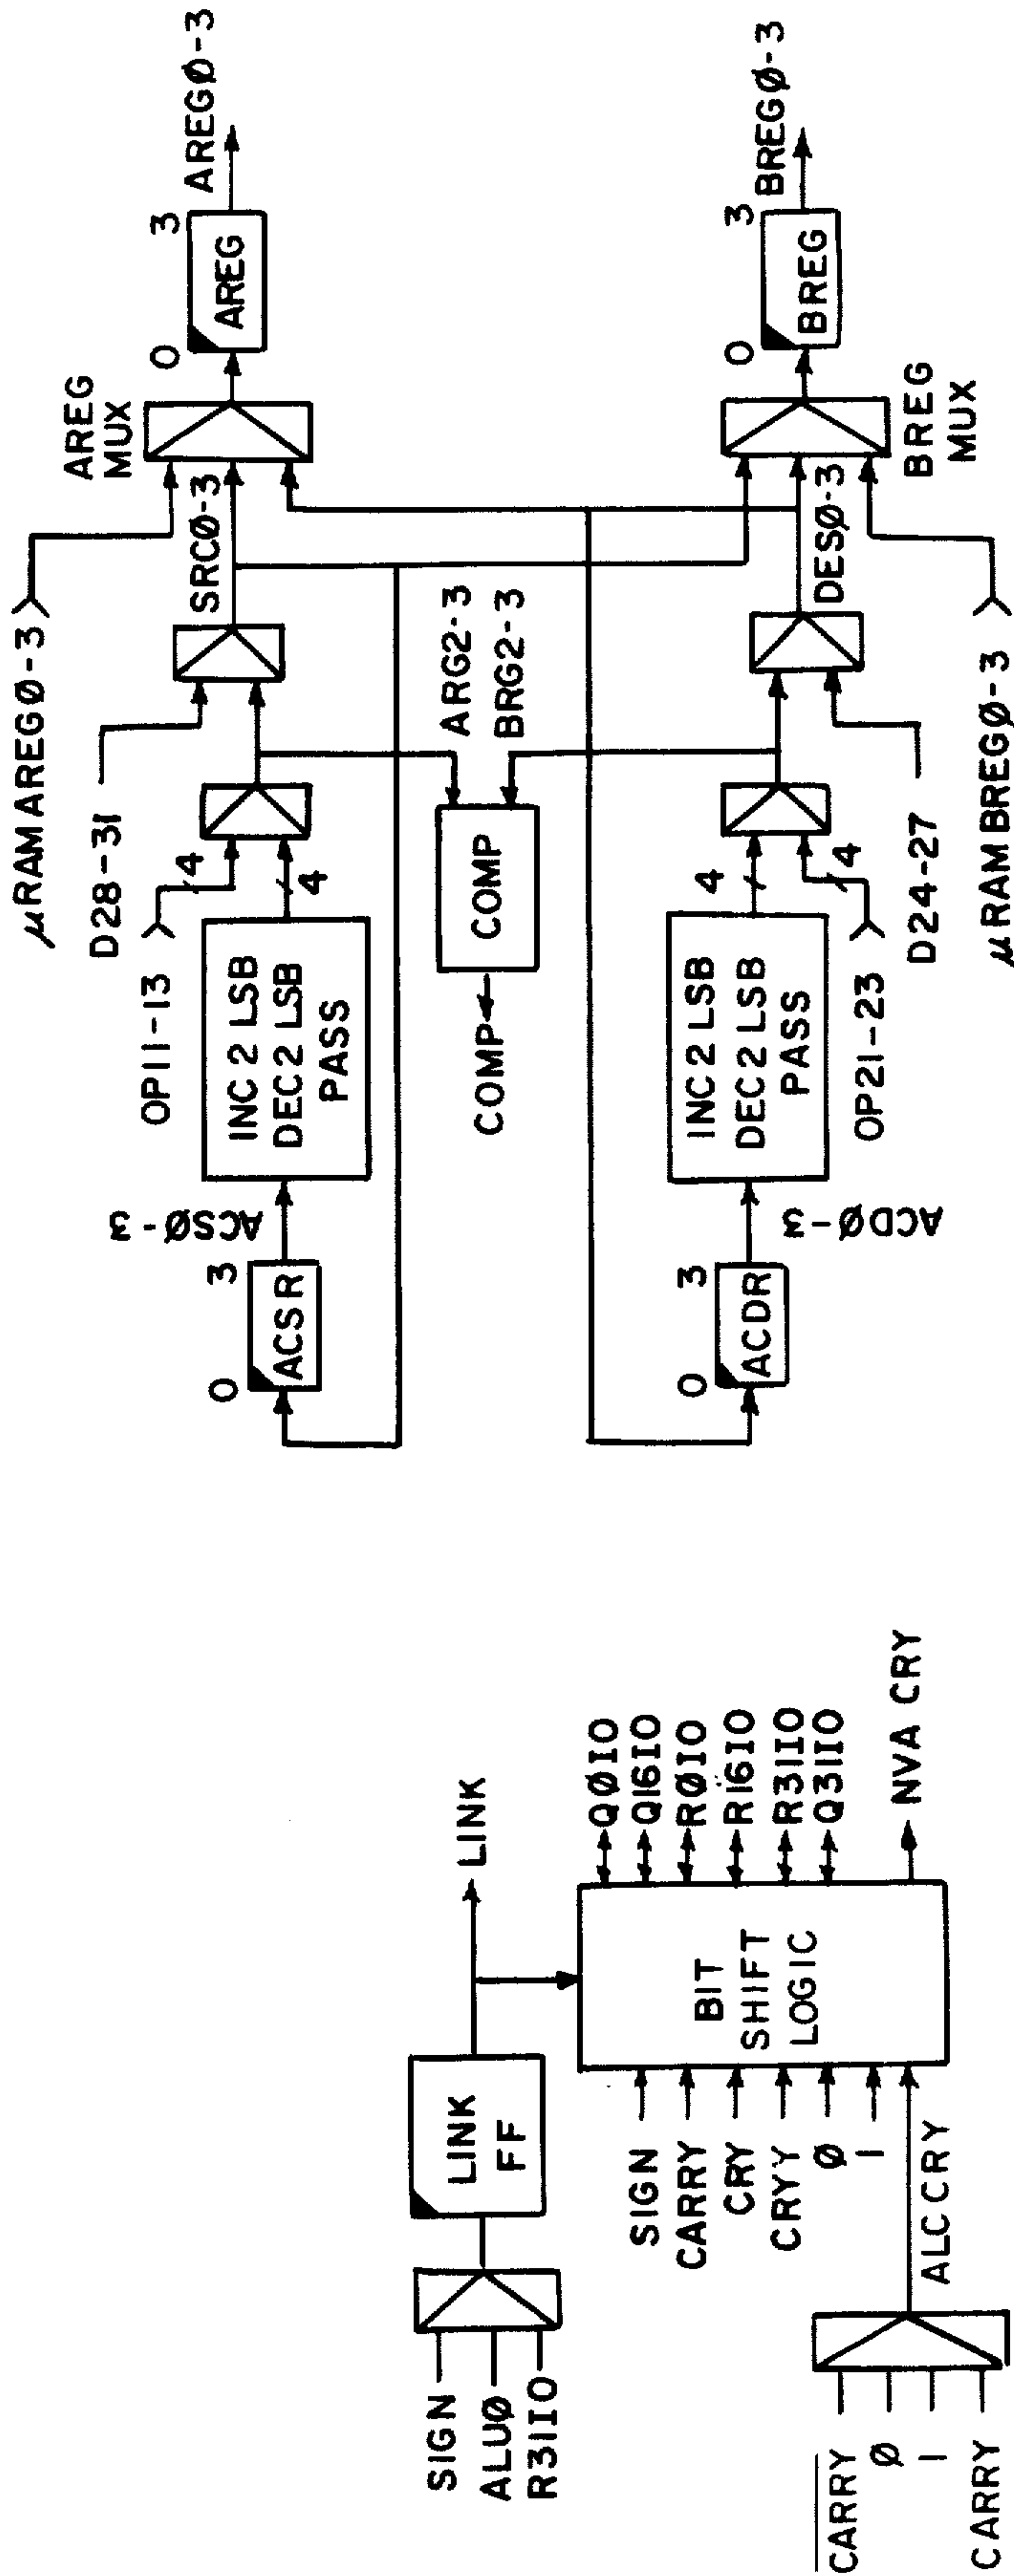 SIGN
ALUØ
R31IO
LINK
FF
LINK
CARRY
Ø
1
CARRY
ALCCRY
SIGN
CARRY
CRY
CRYY
Ø
1
BIT
SHIFT
LOGIC
QØIO
Q16IO
RØIO
R16IO
R31IO
Q31IO
NVA CRY
µRAM AREGØ-3
D28-31
OP11-13
4
ACSØ-3
0
3
ACSR
INC 2 LSB
DEC 2 LSB
PASS
4
SRCØ-3
AREG
MUX
0
3
AREG
AREGØ-3
COMP
COMP
ARG2-3
BRG2-3
0
3
ACDR
ACDØ-3
INC 2 LSB
DEC 2 LSB
PASS
4
4
OP21-23
D24-27
µRAM BREGØ-3
DESØ-3
BREG
MUX
0
3
BREG
BREGØ-3